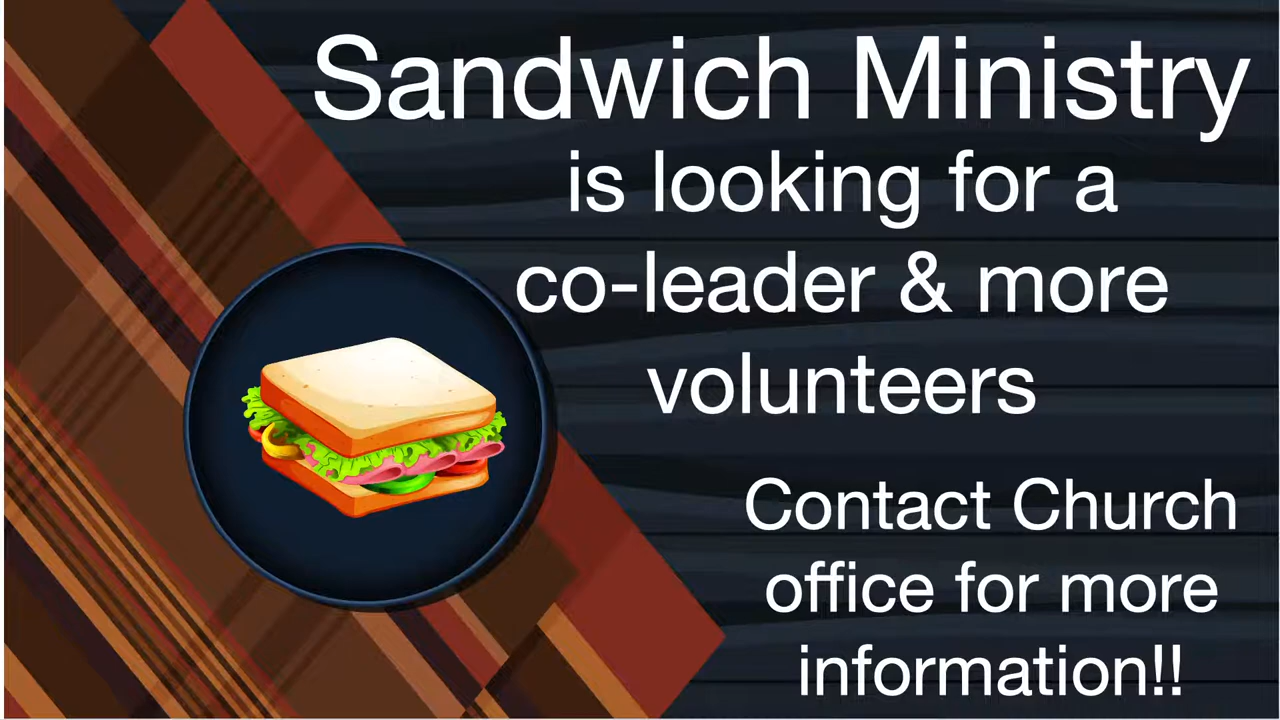 Sandwich Ministry
is looking for a
co-leader & more
volunteers
Contact Church
office for more
information!!